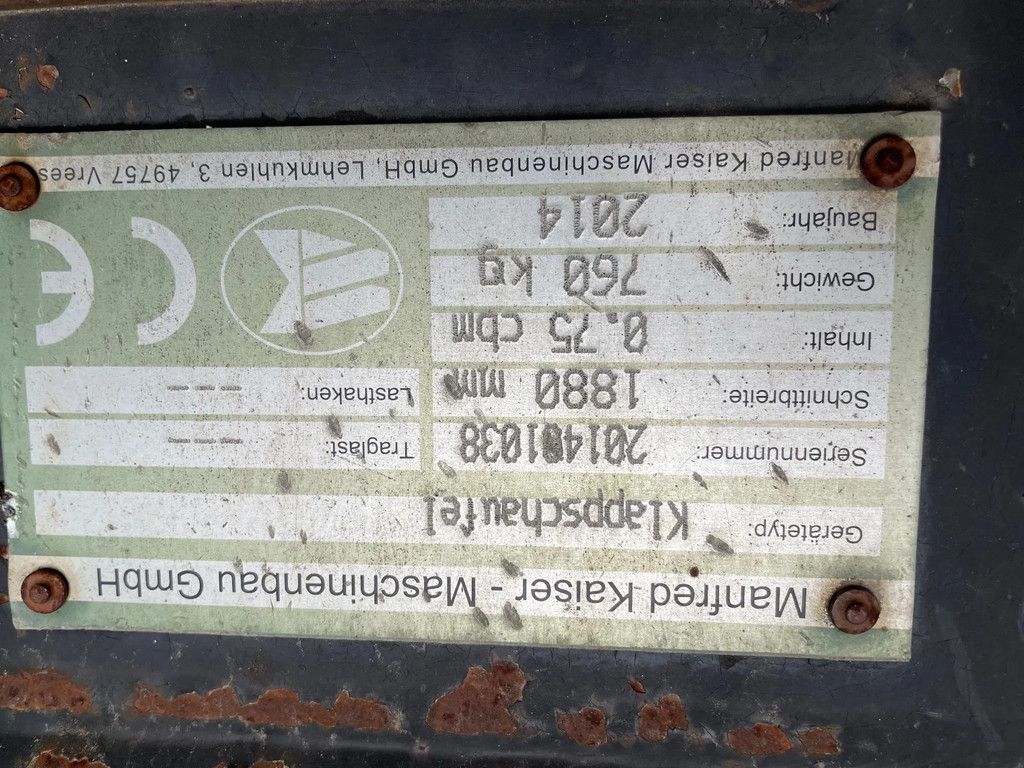 Manfred Kaiser - Maschinenbau GmbH
Gerätetyp: Klappschaufel
Seriennummer: 201401038 Traglast: -----
Schnittbreite: 1880 mm Lasthaken: -----
Inhalt: 0.75 cbm
Gewicht: 760 kg
Baujahr: 2014
CE
Manfred Kaiser Maschinenbau GmbH, Lehmkuhlen 3, 49757 Vrees